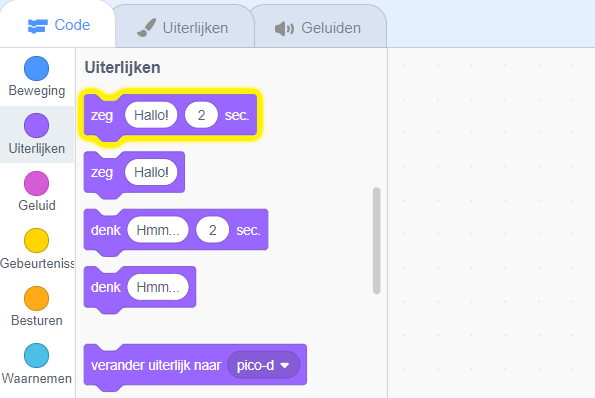 Code
Uiterlijken
Geluiden
Beweging
Uiterlijken
Geluid
Gebeurteniss
Besturen
Waarnemen
Uiterlijken
zeg Hallo! 2 sec.
zeg Hallo!
denk Hmm... 2 sec.
denk Hmm...
verander uiterlijk naar pico-d